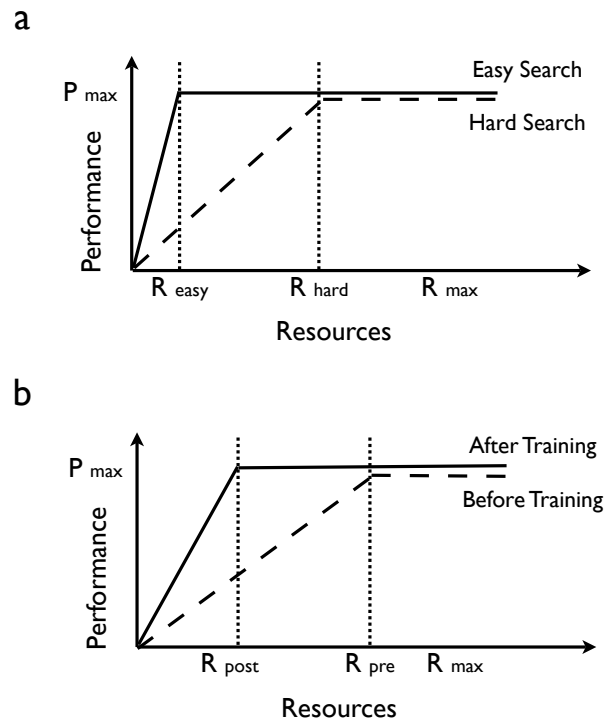 a
Easy Search
P max
Hard Search
Performance
R easy R hard R max
Resources
b
After Training
P max
Before Training
Performance
R post R pre R max
Resources